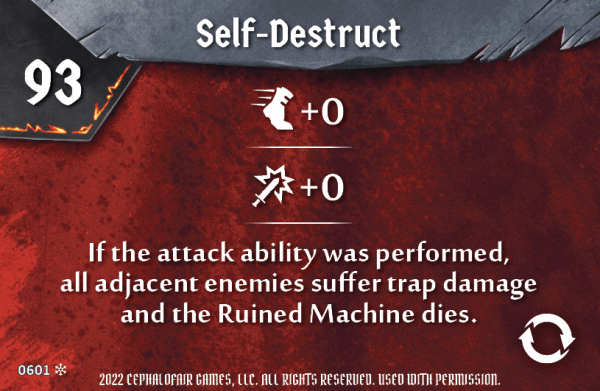 Self-Destruct
93
+0
+0
If the attack ability was performed,
all adjacent enemies suffer trap damage
and the Ruined Machine dies.
0601
2022 CEPHALOFAIR GAMES, LLC. ALL RIGHTS RESERVED. USED WITH PERMISSION.